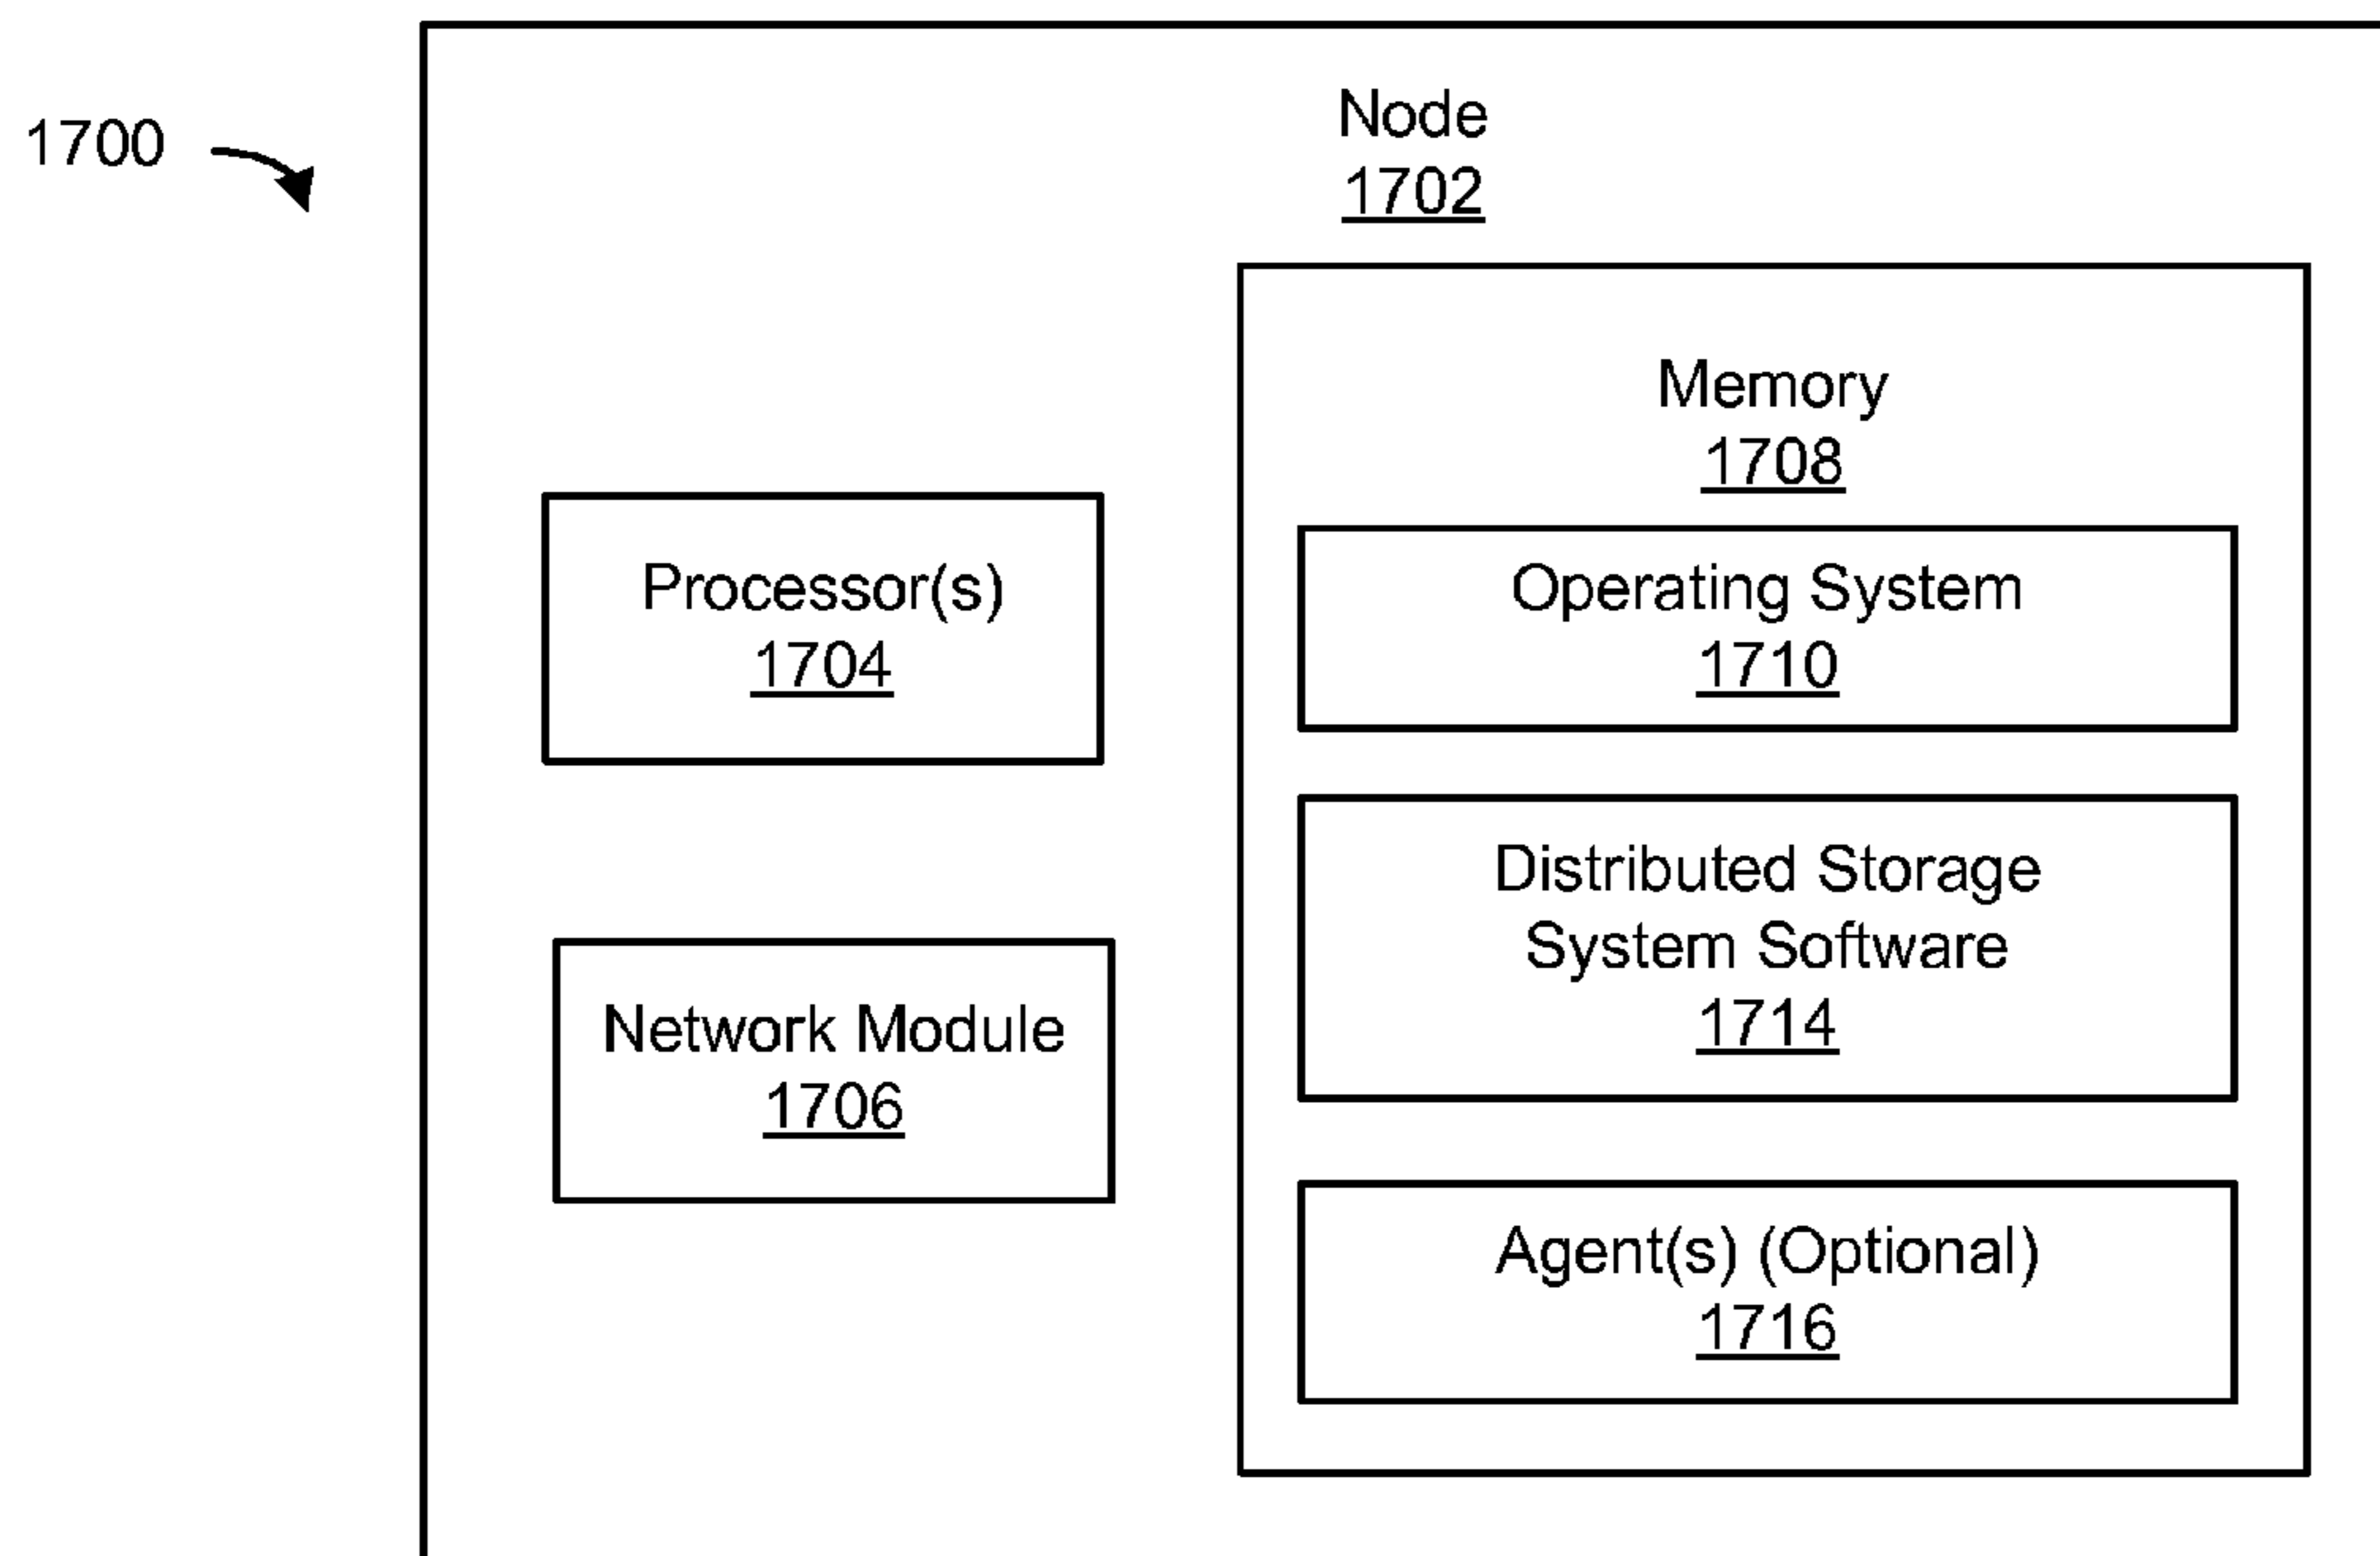 1700
Node
1702
Memory
1708
Processor(s)
1704
Operating System
1710
Distributed Storage
System Software
1714
Network Module
1706
Agent(s) (Optional)
1716